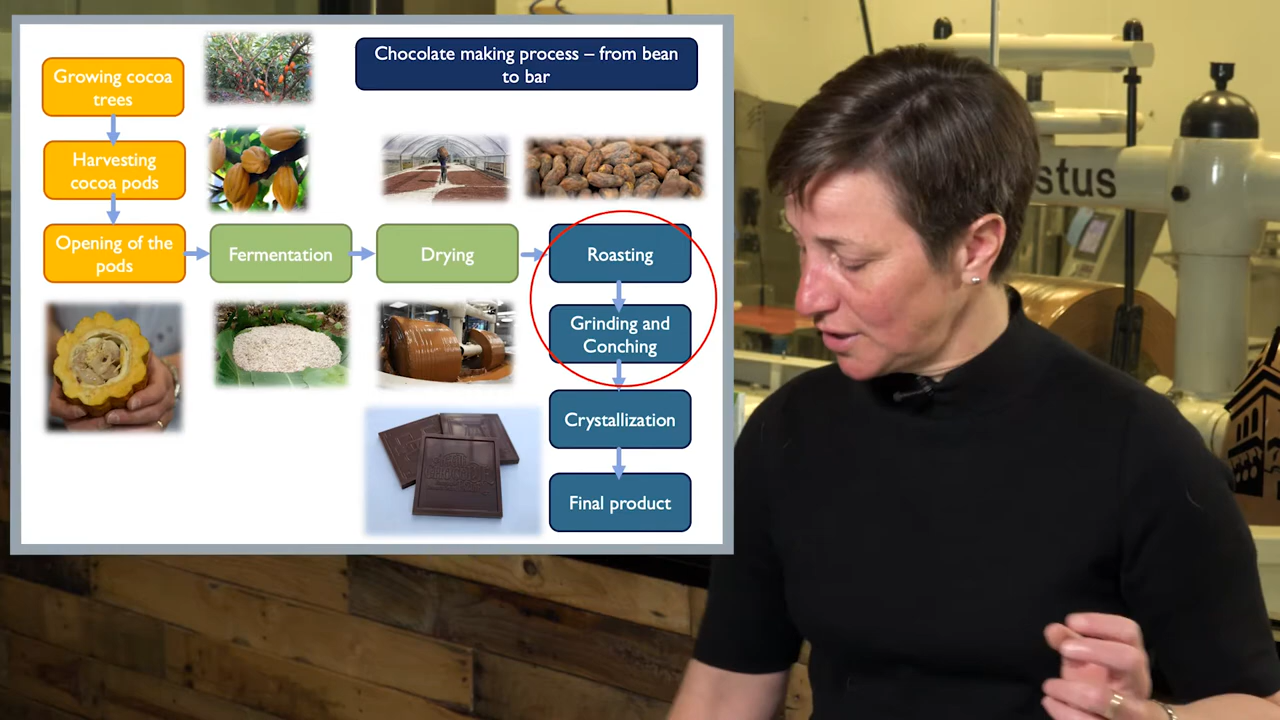 Chocolate making process – from bean
to bar
Growing cocoa
trees
Harvesting
cocoa pods
Opening of the
pods
Fermentation
Drying
Roasting
Grinding and
Conching
Crystallization
Final product
stus